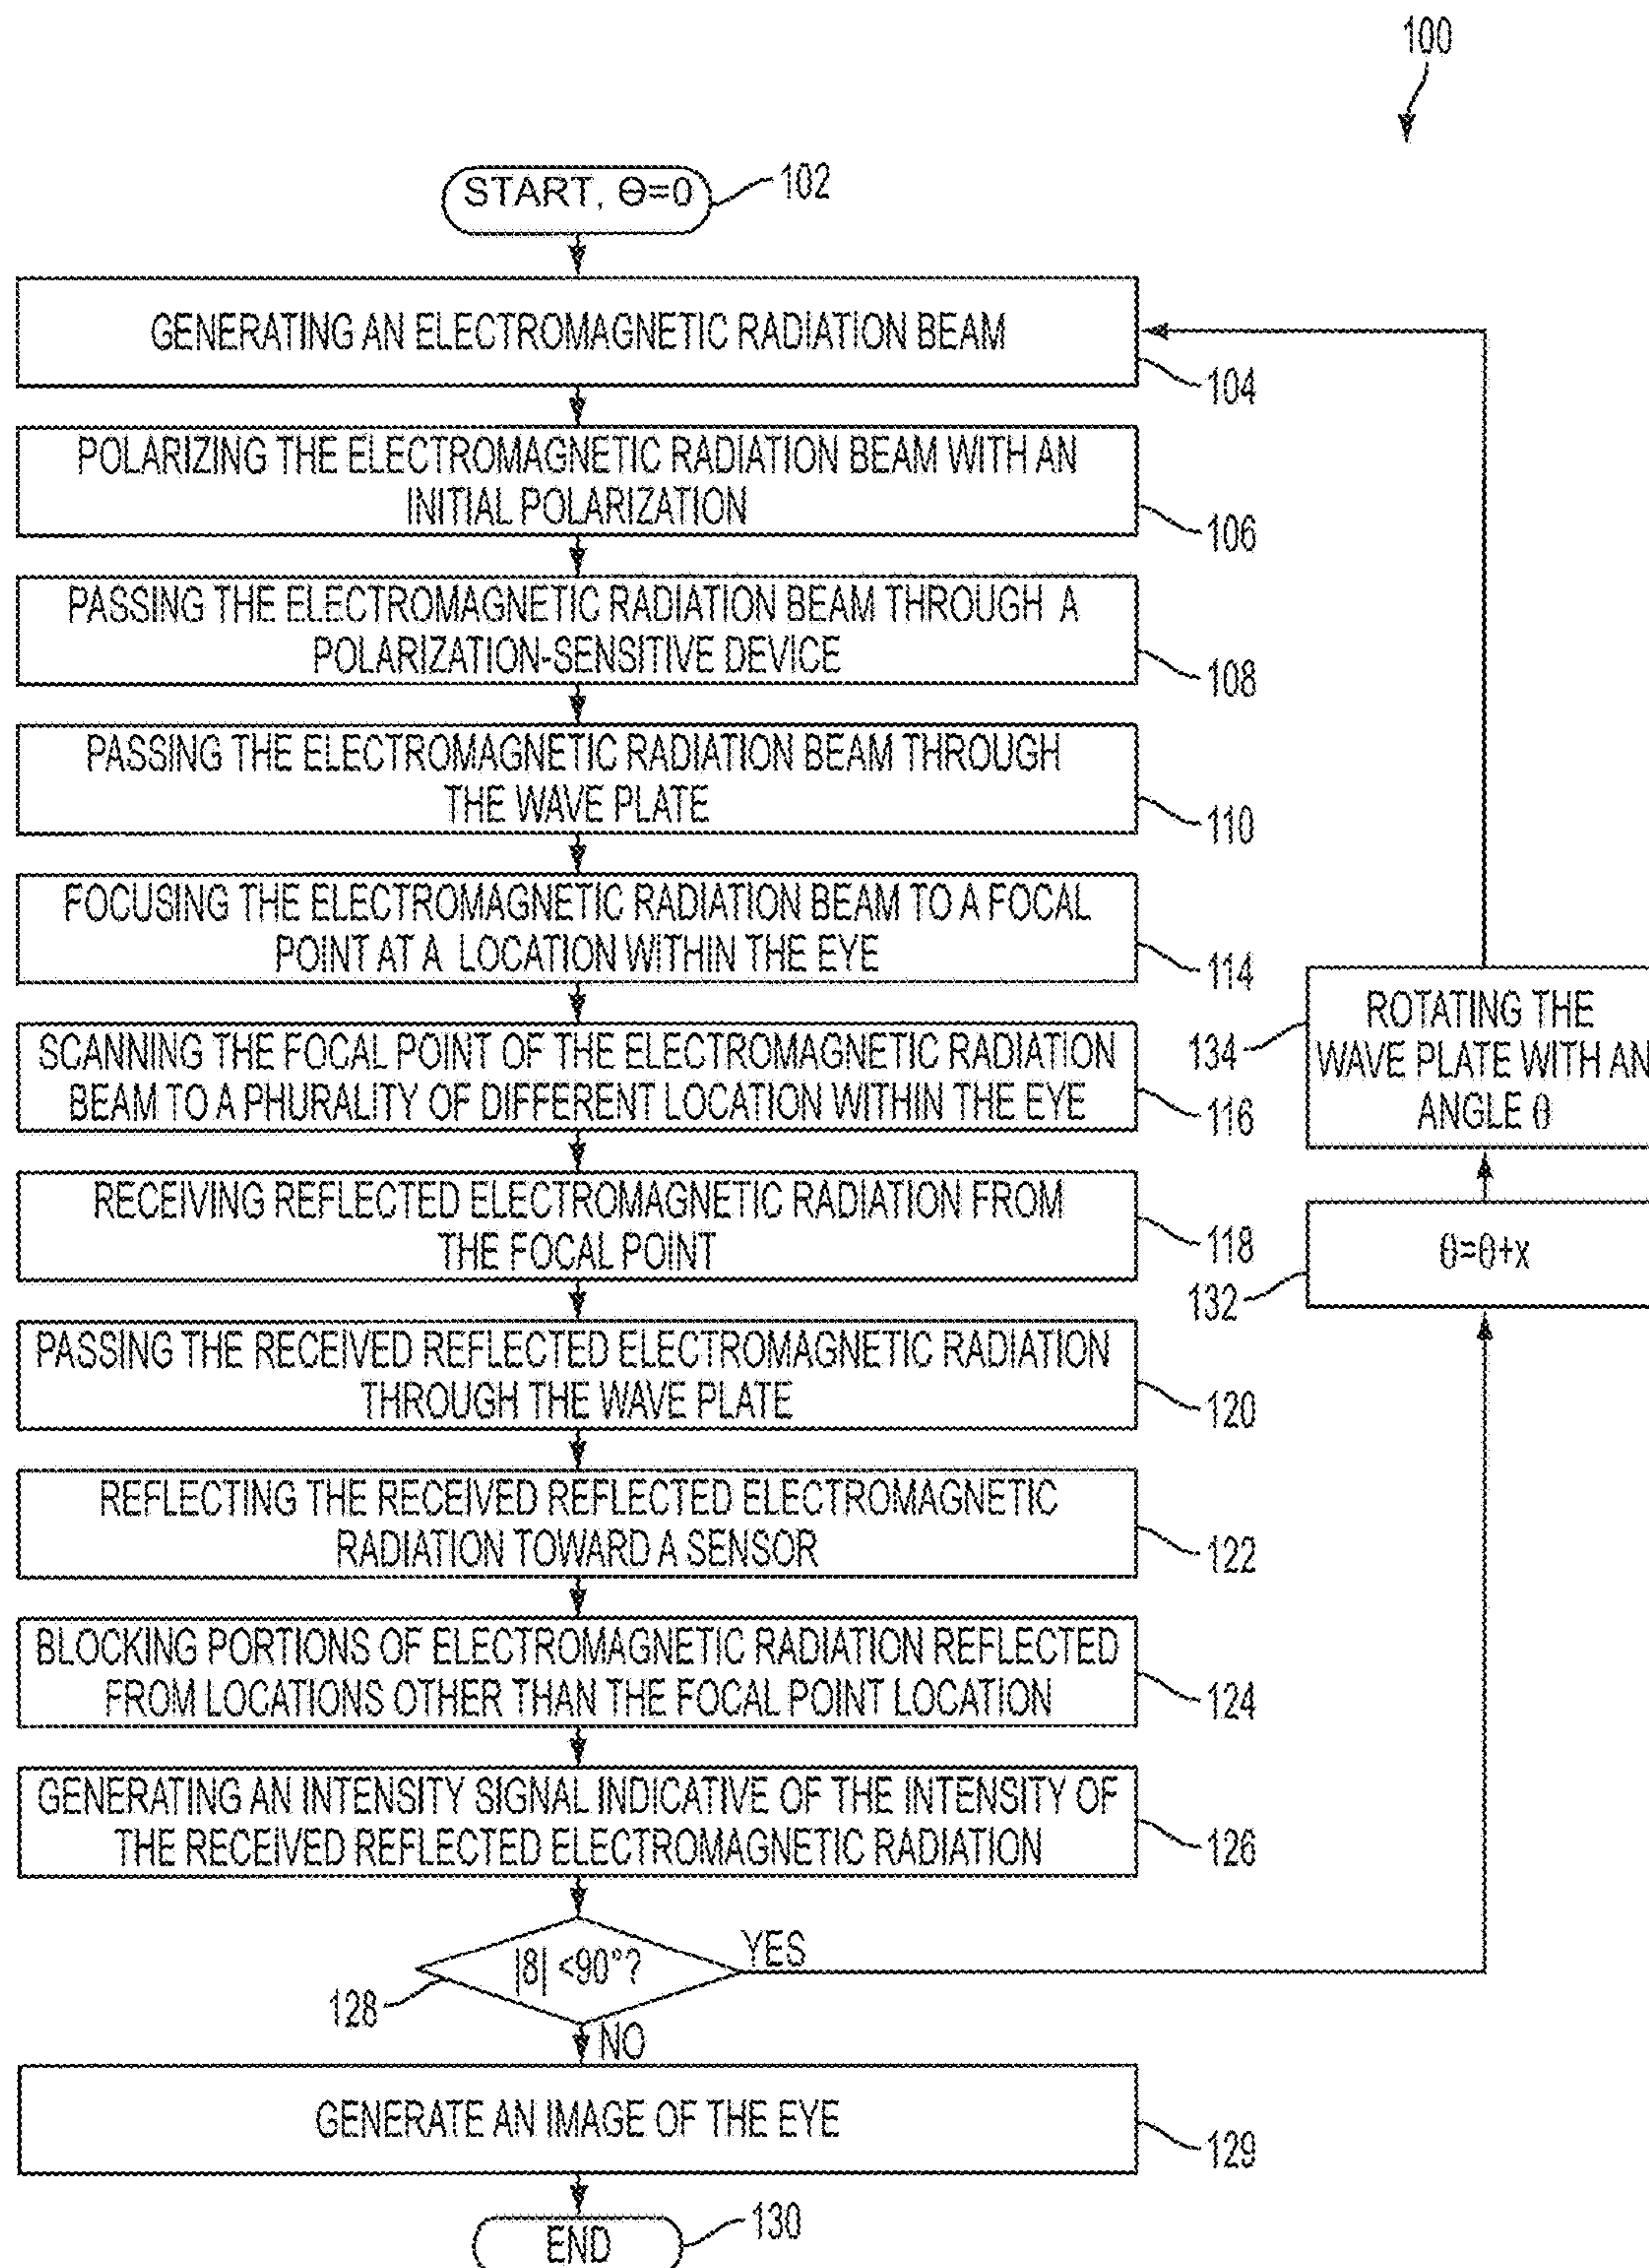 100
START, Θ=0
102
GENERATING AN ELECTROMAGNETIC RADIATION BEAM
104
POLARIZING THE ELECTROMAGNETIC RADIATION BEAM WITH AN
INITIAL POLARIZATION
106
PASSING THE ELECTROMAGNETIC RADIATION BEAM THROUGH A
POLARIZATION-SENSITIVE DEVICE
108
PASSING THE ELECTROMAGNETIC RADIATION BEAM THROUGH
THE WAVE PLATE
110
FOCUSING THE ELECTROMAGNETIC RADIATION BEAM TO A FOCAL
POINT AT A LOCATION WITHIN THE EYE
114
SCANNING THE FOCAL POINT OF THE ELECTROMAGNETIC RADIATION
BEAM TO A PHURALITY OF DIFFERENT LOCATION WITHIN THE EYE
116
RECEIVING REFLECTED ELECTROMAGNETIC RADIATION FROM
THE FOCAL POINT
118
PASSING THE RECEIVED REFLECTED ELECTROMAGNETIC RADIATION
THROUGH THE WAVE PLATE
120
REFLECTING THE RECEIVED REFLECTED ELECTROMAGNETIC
RADIATION TOWARD A SENSOR
122
BLOCKING PORTIONS OF ELECTROMAGNETIC RADIATION REFLECTED
FROM LOCATIONS OTHER THAN THE FOCAL POINT LOCATION
124
GENERATING AN INTENSITY SIGNAL INDICATIVE OF THE INTENSITY OF
THE RECEIVED REFLECTED ELECTROMAGNETIC RADIATION
126
|8| <90°?
128
YES
NO
GENERATE AN IMAGE OF THE EYE
129
END
130
θ=θ+x
132
ROTATING THE
WAVE PLATE WITH AN
ANGLE θ
134